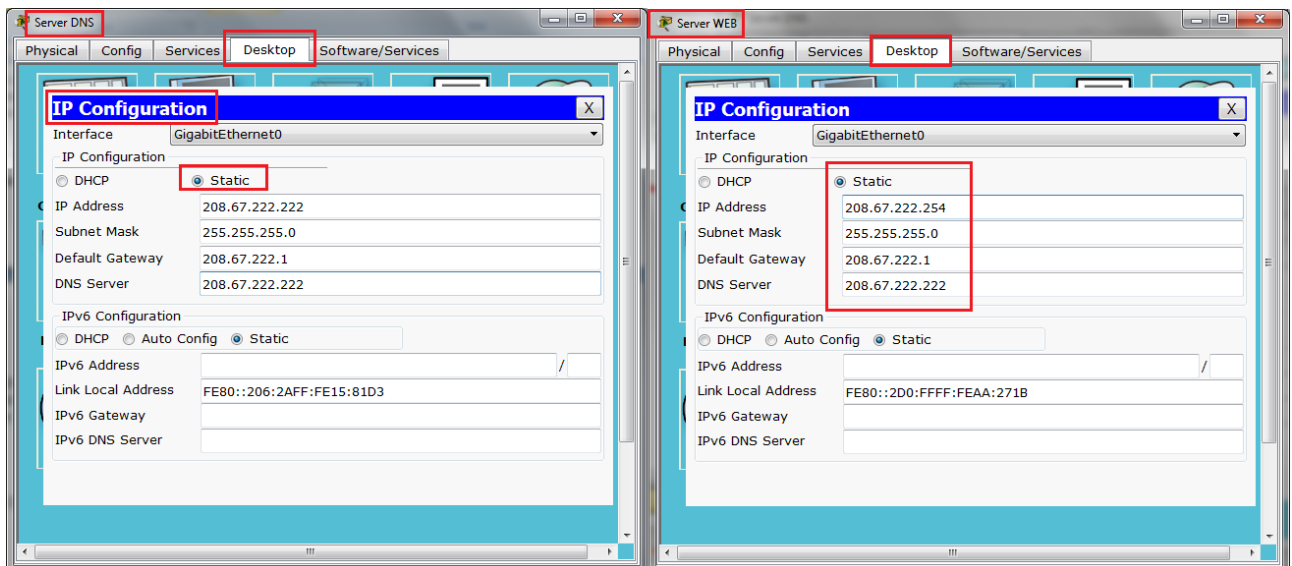 Server DNS
Physical Config Services Desktop Software/Services
IP Configuration X
Interface GigabitEthernet0
IP Configuration
DHCP Static
IP Address 208.67.222.222
Subnet Mask 255.255.255.0
Default Gateway 208.67.222.1
DNS Server 208.67.222.222
IPv6 Configuration
DHCP Auto Config Static
IPv6 Address /
Link Local Address FE80::206:2AFF:FE15:81D3
IPv6 Gateway
IPv6 DNS Server
Server WEB
Physical Config Services Desktop Software/Services
IP Configuration X
Interface GigabitEthernet0
IP Configuration
DHCP Static
IP Address 208.67.222.254
Subnet Mask 255.255.255.0
Default Gateway 208.67.222.1
DNS Server 208.67.222.222
IPv6 Configuration
DHCP Auto Config Static
IPv6 Address /
Link Local Address FE80::2D0:FFFF:FEAA:271B
IPv6 Gateway
IPv6 DNS Server